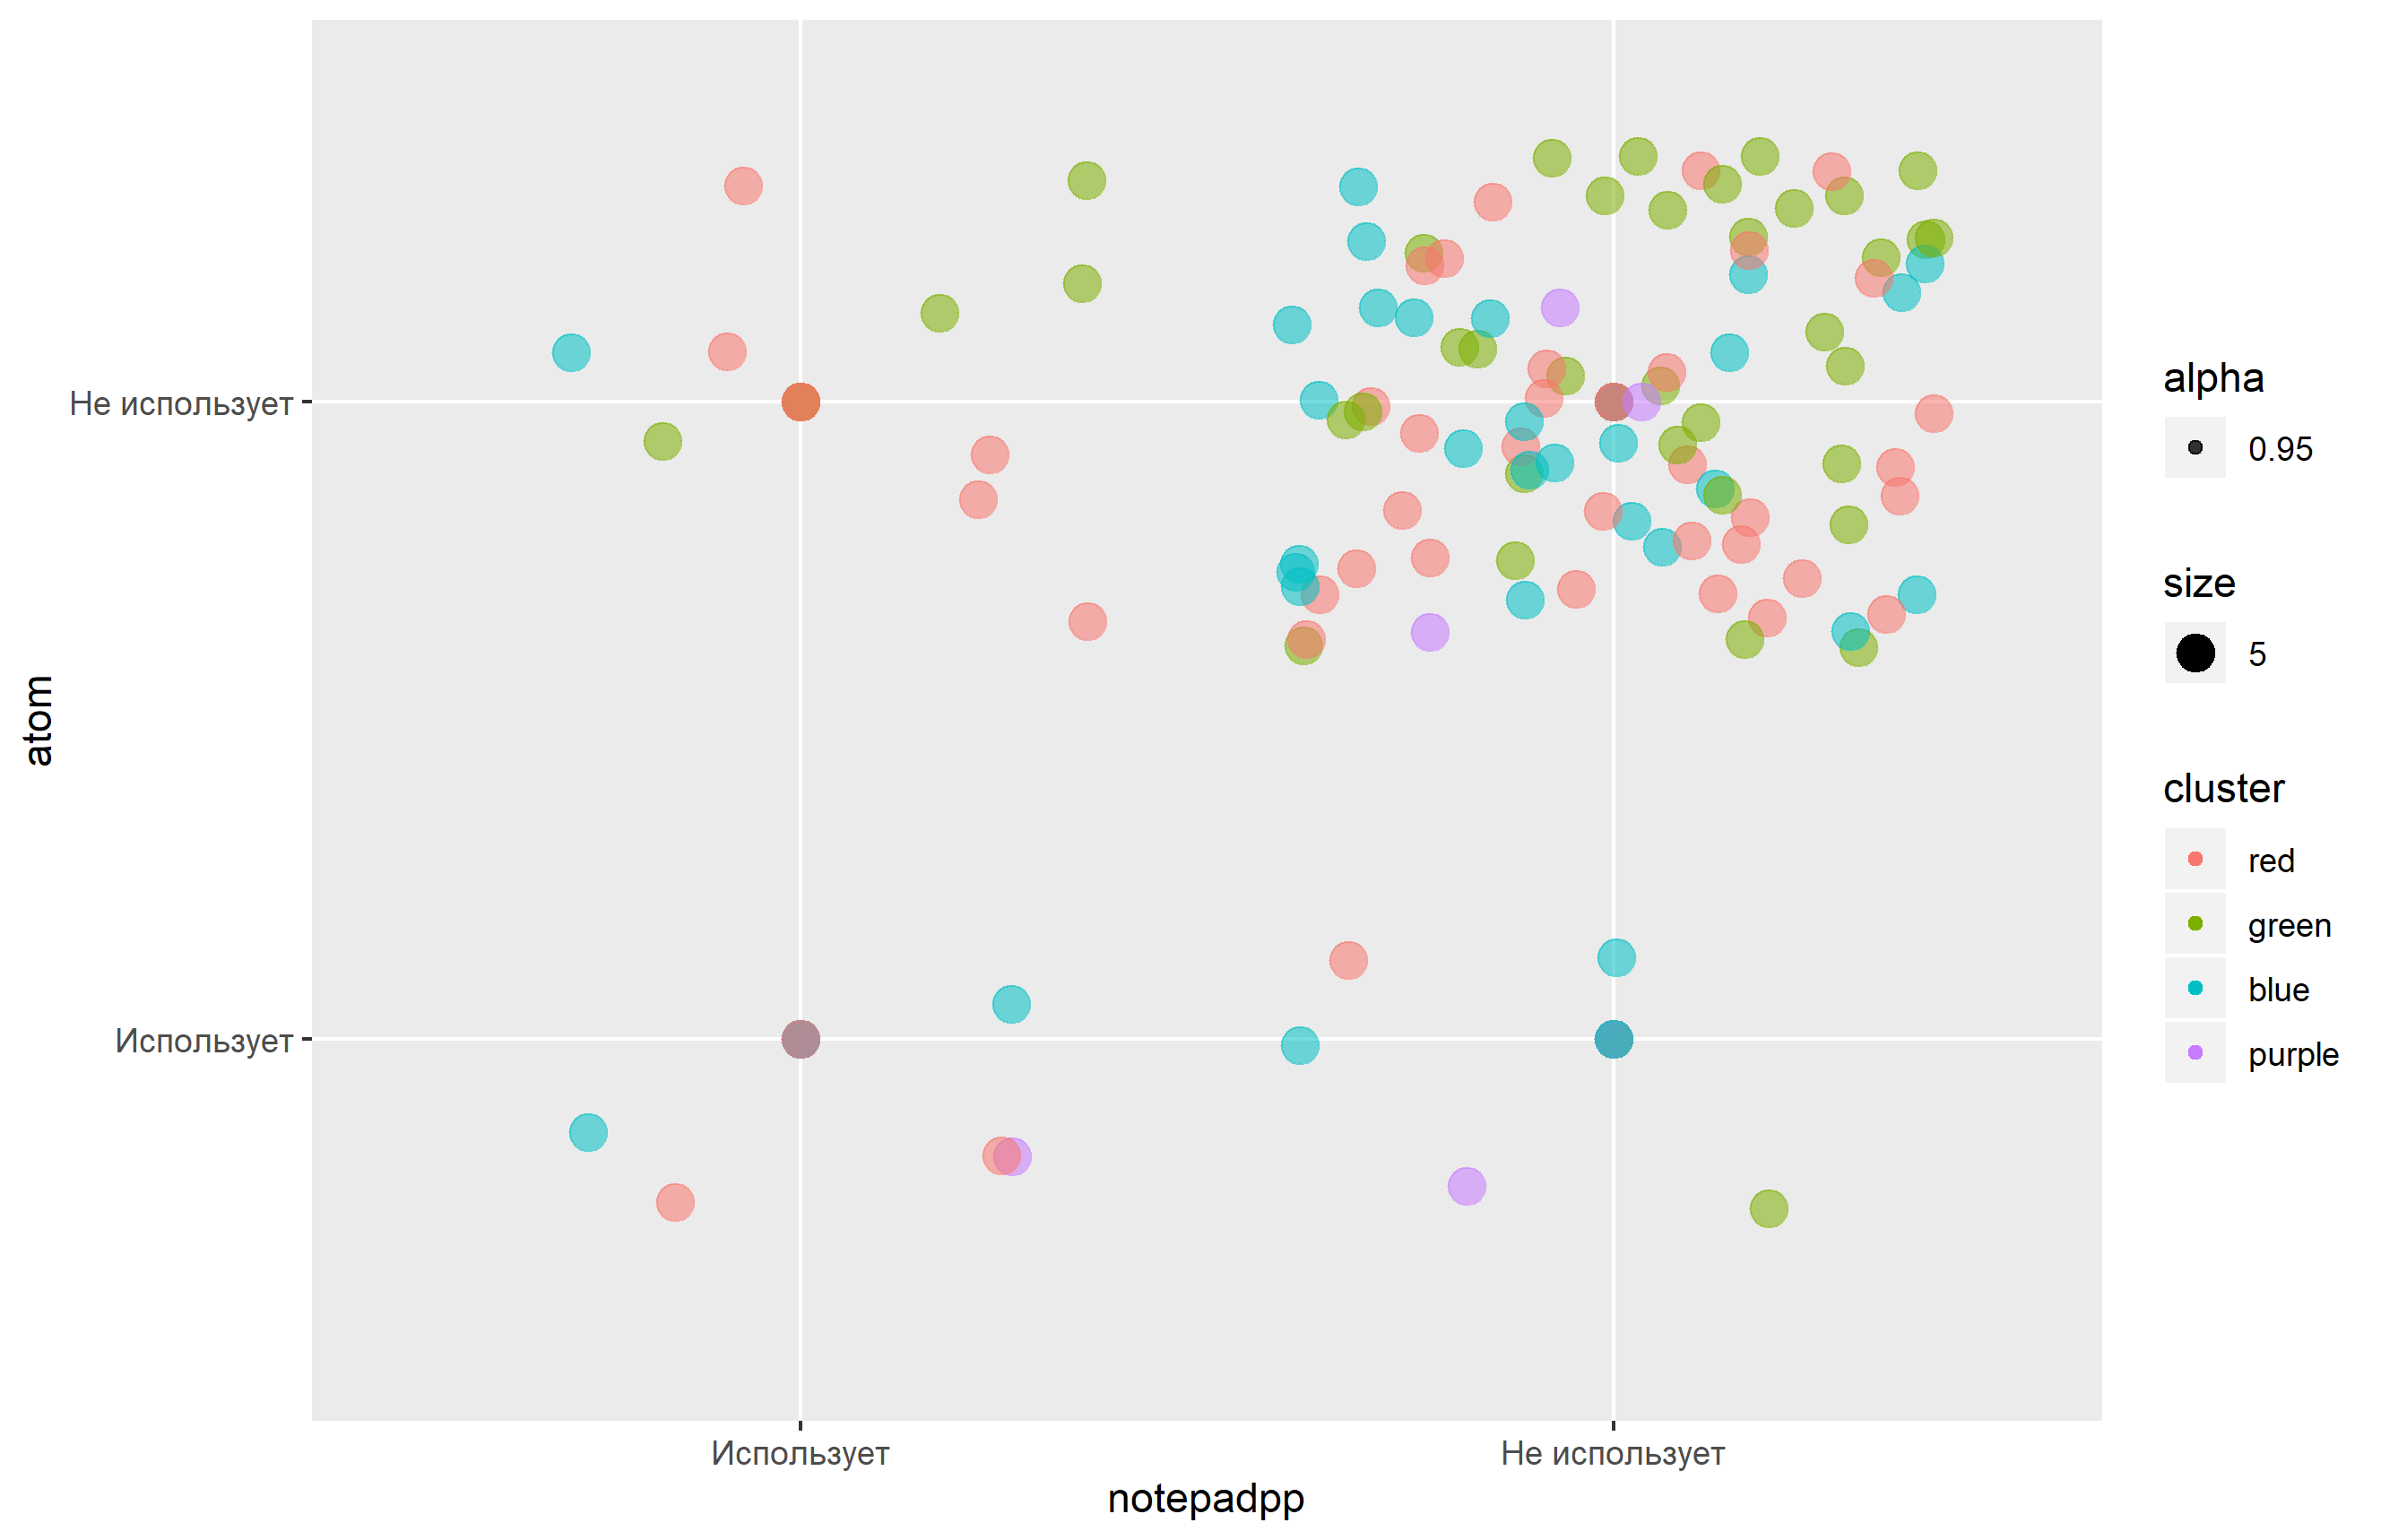 atom
Не использует
Использует
Использует
Не использует
notepadpp
alpha
0.95
size
5
cluster
red
green
blue
purple